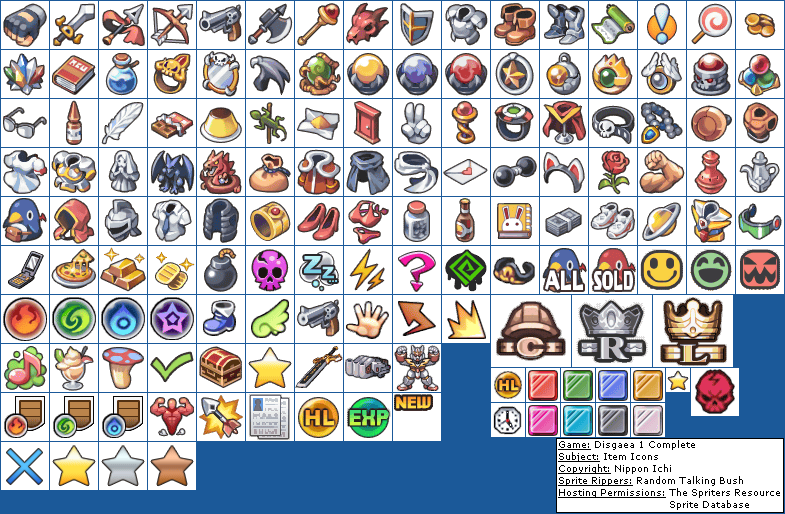 ALL
SOLD
C
R
L
HL
NEW
HL
EXP
Game: Disgaea 1 Complete
Subject: Item Icons
Copyright: Nippon Ichi
Sprite Rippers: Random Talking Bush
Hosting Permissions: The Spriters Resource
Sprite Database